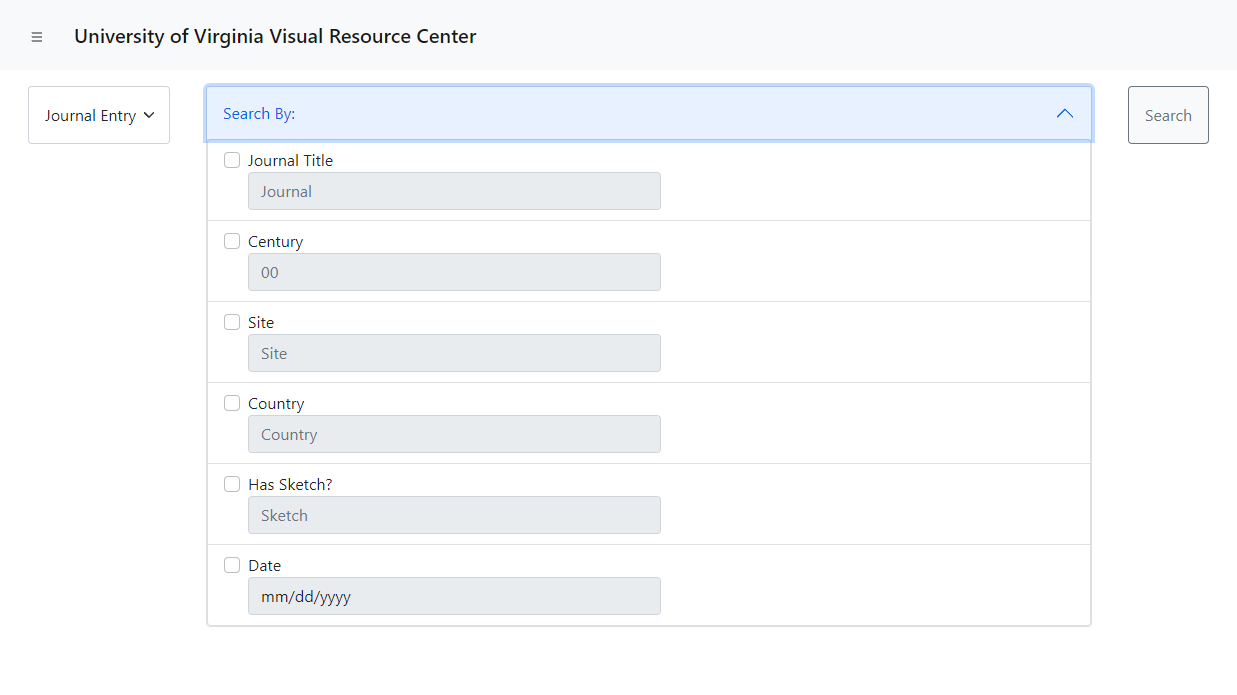 University of Virginia Visual Resource Center
Journal Entry
Search By:
Search
Journal Title
Journal
Century
00
Site
Site
Country
Country
Has Sketch?
Sketch
Date
mm/dd/yyyy